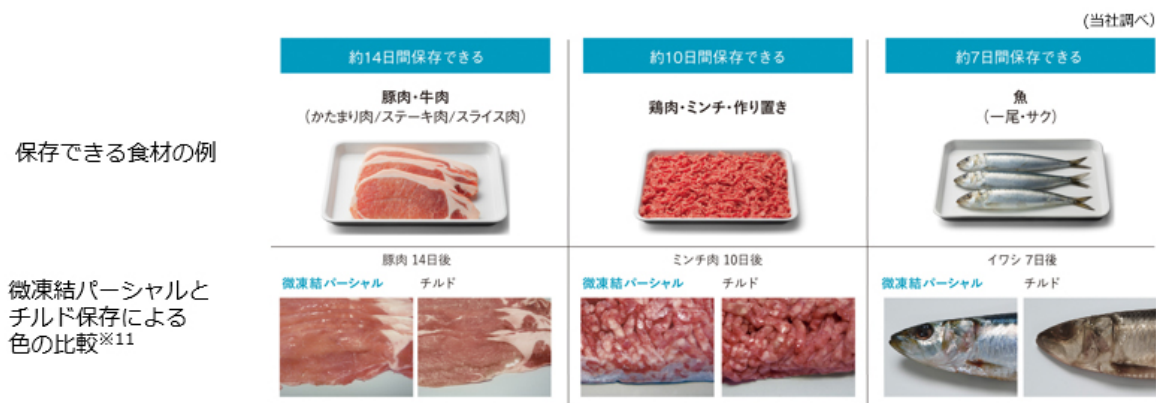 (当社調べ)
約14日間保存できる
約10日間保存できる
約7日間保存できる
豚肉・牛肉
(かたまり肉/ステーキ肉/スライス肉)
鶏肉・ミンチ・作り置き
魚
(一尾・サク)
保存できる食材の例
豚肉 14日後
ミンチ肉 10日後
イワシ 7日後
微凍結パーシャル チルド
微凍結パーシャル チルド
微凍結パーシャル チルド
微凍結パーシャルと
チルド保存による
色の比較※11